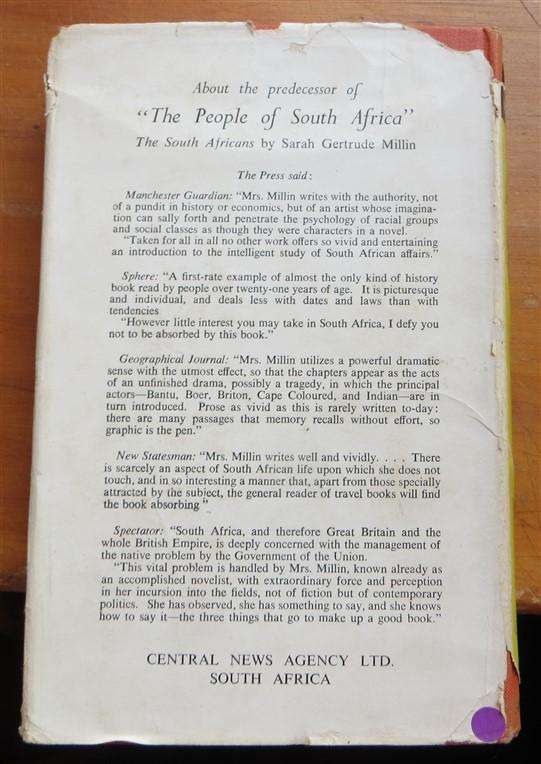 About the predecessor of
"The People of South Africa"
The South Africans by Sarah Gertrude Millin
The Press said:
Manchester Guardian: "Mrs. Millin writes with the authority, not
of a pundit in history or economics, but of an artist whose imagina-
tion can sally forth and penetrate the psychology of racial groups
and social classes as though they were characters in a novel.
"Taken for all in all no other work offers so vivid and entertaining
an introduction to the intelligent study of South African affairs."
Sphere: "A first-rate example of almost the only kind of history
book read by people over twenty-one years of age. It is picturesque
and individual, and deals less with dates and laws than with
tendencies
"However little interest you may take in South Africa, I defy you
not to be absorbed by this book."
Geographical Journal: "Mrs. Millin utilizes a powerful dramatic
sense with the utmost effect, so that the chapters appear as the acts
of an unfinished drama, possibly a tragedy, in which the principal
actors—Bantu, Boer, Briton, Cape Coloured, and Indian—are in
turn introduced. Prose as vivid as this is rarely written to-day:
there are many passages that memory recalls without effort, so
graphic is the pen."
New Statesman: "Mrs. Millin writes well and vividly. . . . There
is scarcely an aspect of South African life upon which she does not
touch, and in so interesting a manner that, apart from those specially
attracted by the subject, the general reader of travel books will find
the book absorbing"
Spectator: "South Africa, and therefore Great Britain and the
whole British Empire, is deeply concerned with the management of
the native problem by the Government of the Union.
"This vital problem is handled by Mrs. Millin, known already as
an accomplished novelist, with extraordinary force and perception
in her incursion into the fields, not of fiction but of contemporary
politics. She has observed, she has something to say, and she knows
how to say it—the three things that go to make up a good book."
CENTRAL NEWS AGENCY LTD.
SOUTH AFRICA